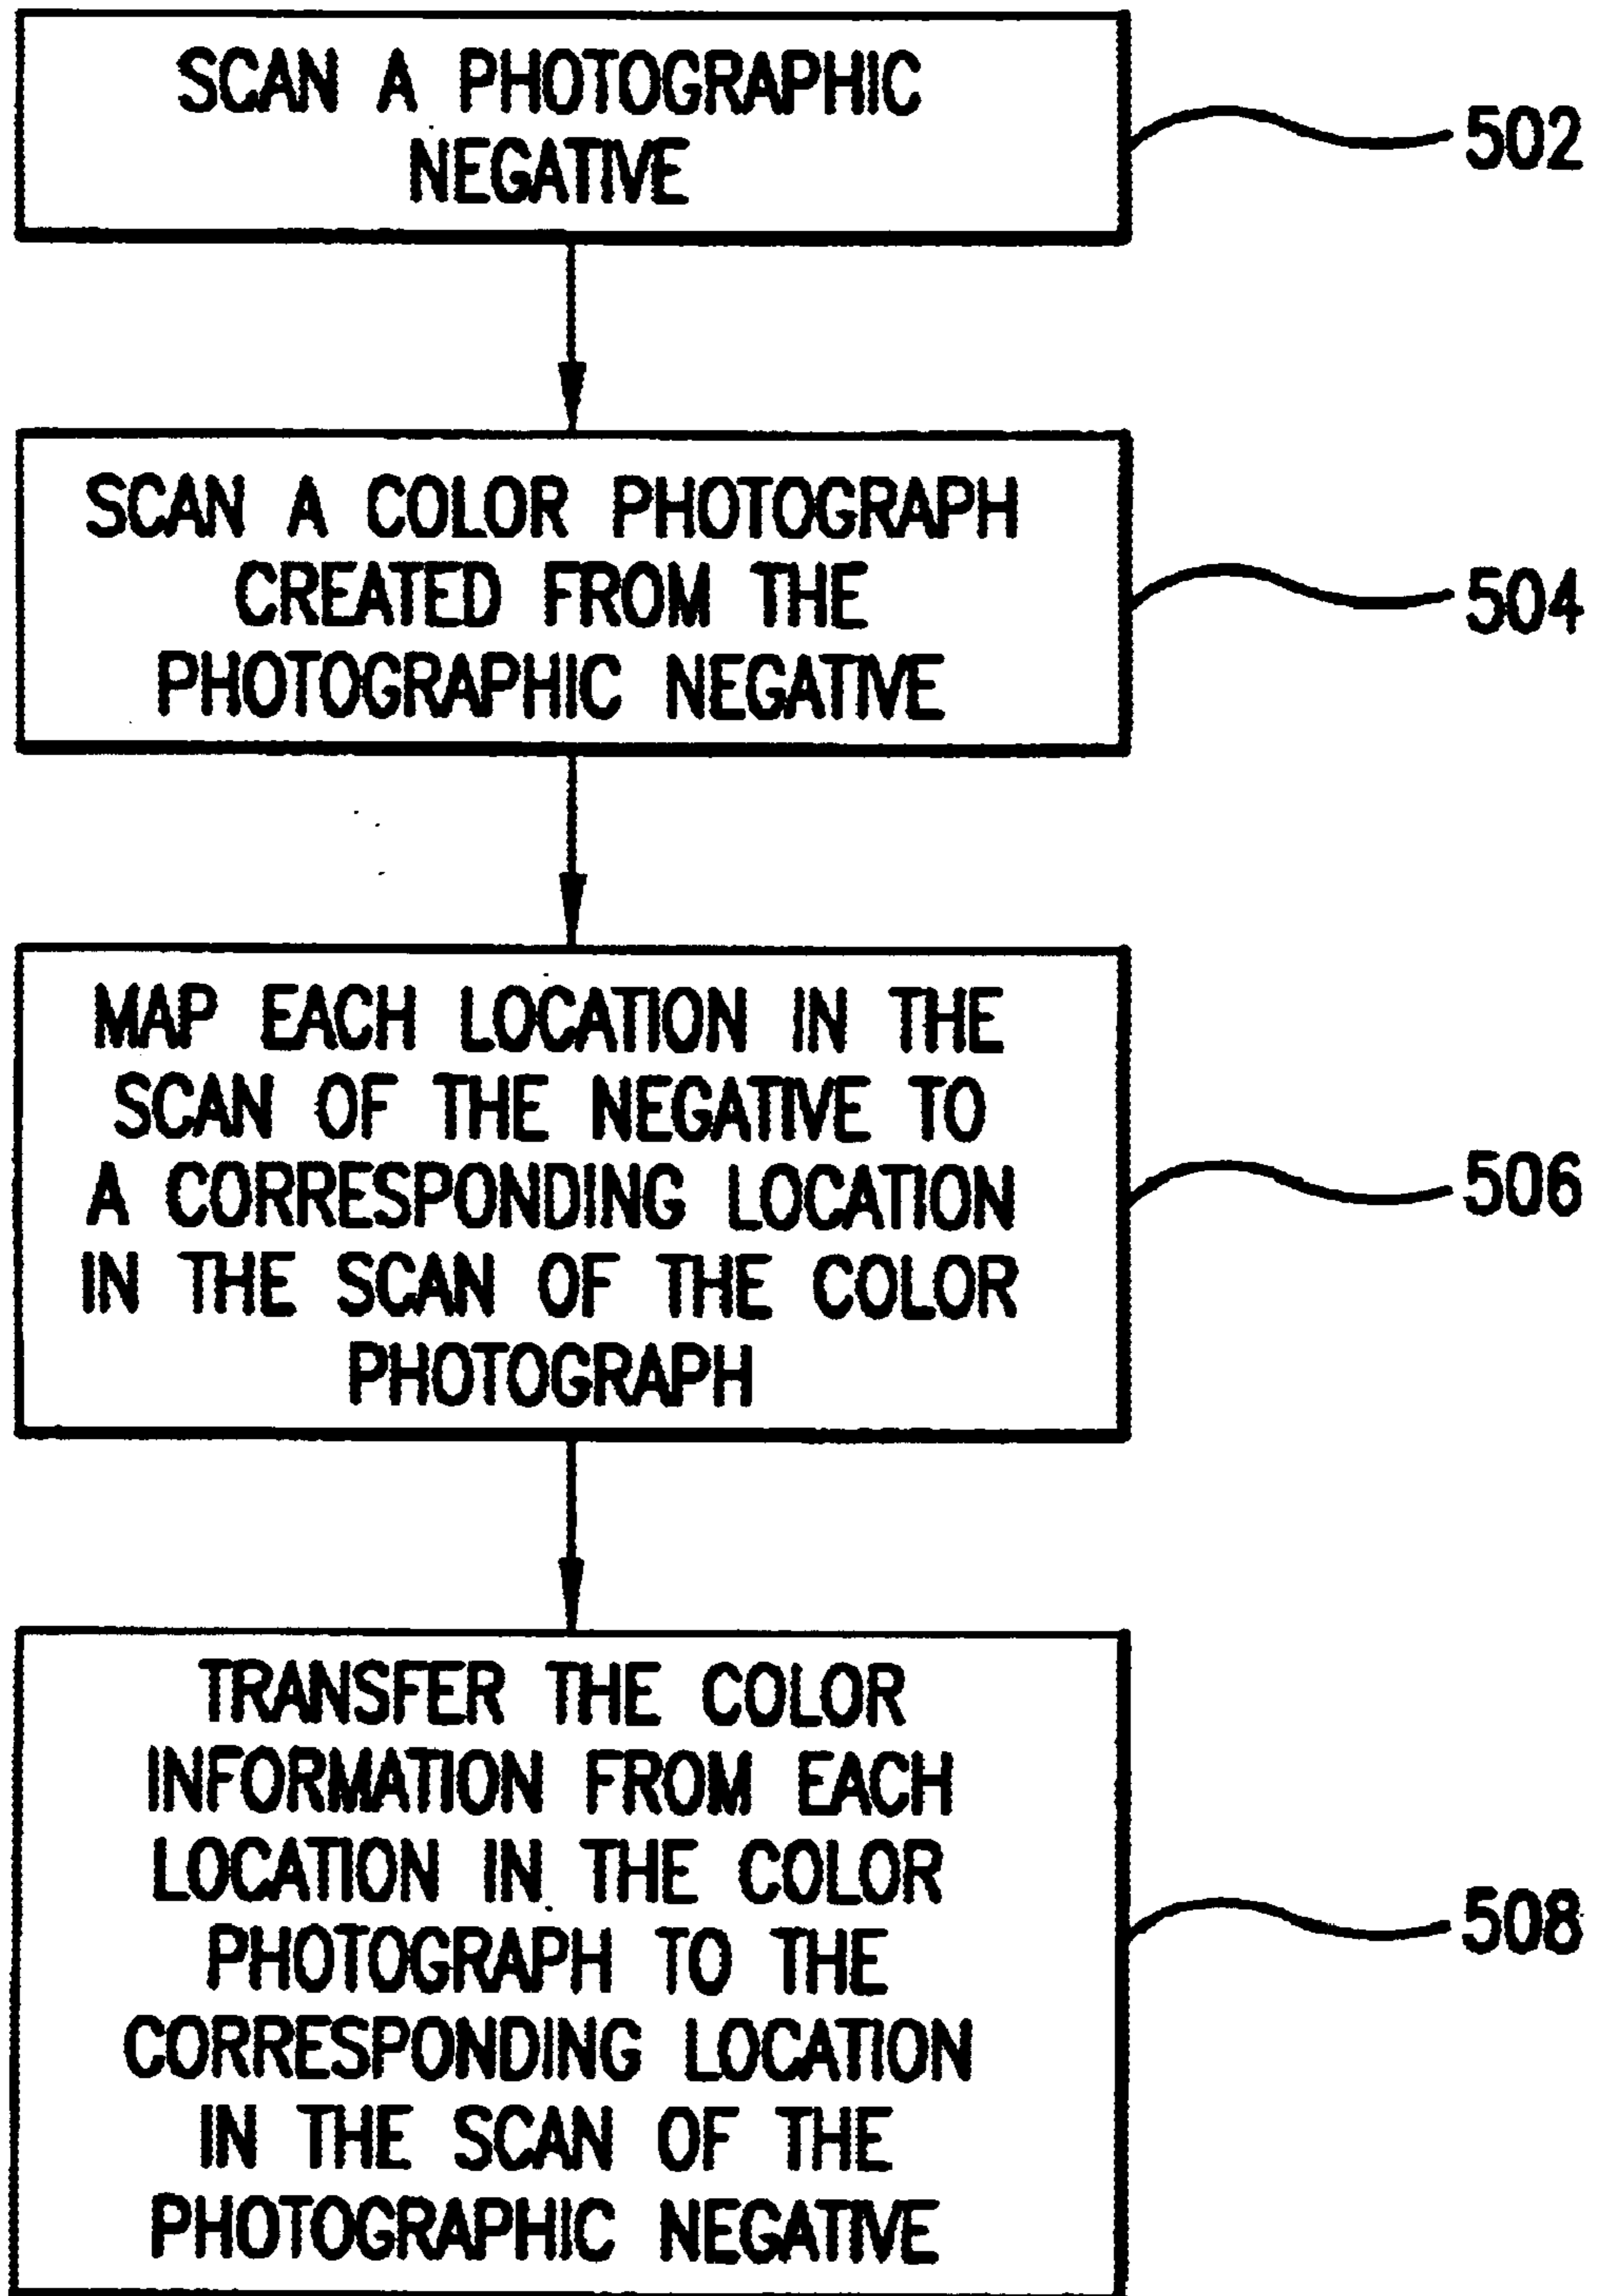 SCAN A PHOTOGRAPHIC
NEGATIVE
502
SCAN A COLOR PHOTOGRAPH
CREATED FROM THE
PHOTOGRAPHIC NEGATIVE
504
MAP EACH LOCATION IN THE
SCAN OF THE NEGATIVE TO
A CORRESPONDING LOCATION
IN THE SCAN OF THE COLOR
PHOTOGRAPH
506
TRANSFER THE COLOR
INFORMATION FROM EACH
LOCATION IN THE COLOR
PHOTOGRAPH TO THE
CORRESPONDING LOCATION
IN THE SCAN OF THE
PHOTOGRAPHIC NEGATIVE
508